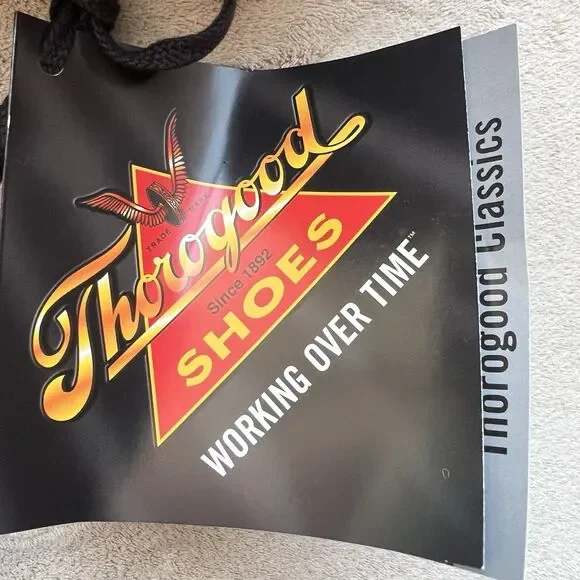 TRADE MARK
Thorogood
Since 1892
SHOES
WORKING OVER TIME™
Thorogood Classics